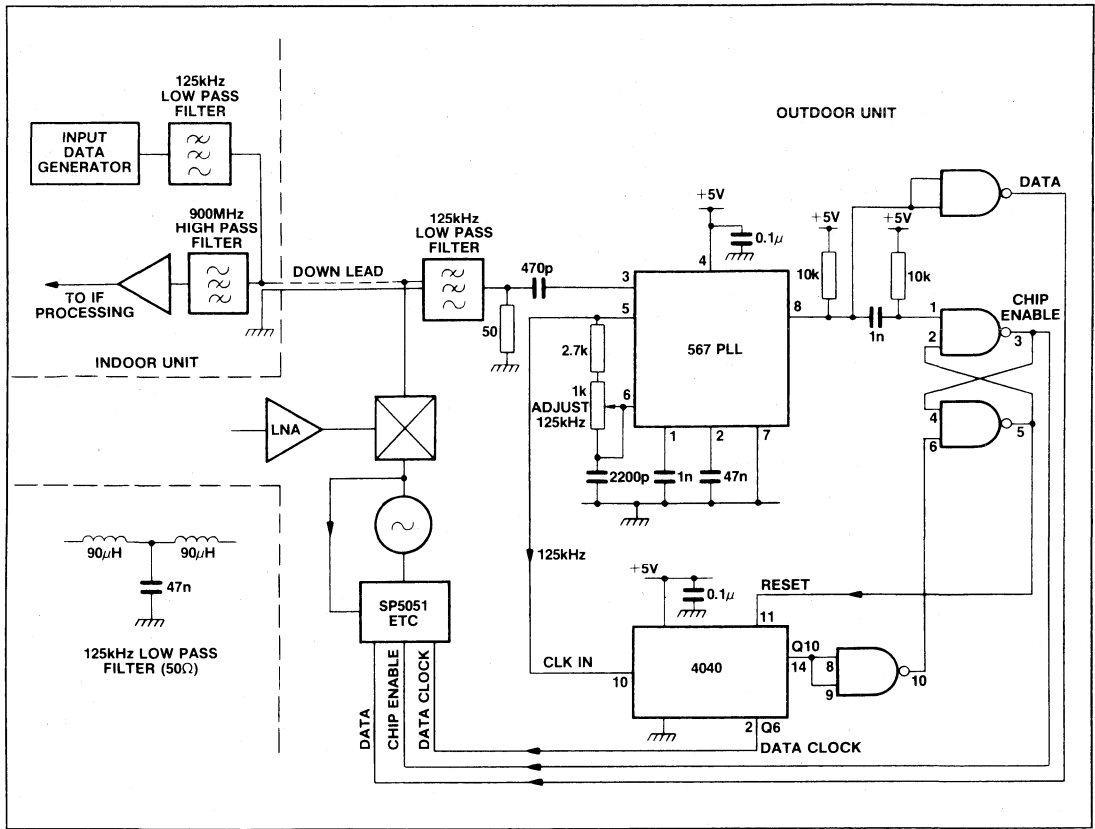 125kHz
LOW PASS
FILTER
INPUT
DATA
GENERATOR
900MHz
HIGH PASS
FILTER
TO IF
PROCESSING
INDOOR UNIT
DOWN LEAD
125kHz
LOW PASS
FILTER
470p
50
OUTDOOR UNIT
+5V
0.1μ
4
3
5
6
8
567 PLL
1
2
7
2.7k
1k
ADJUST
125kHz
2200p
1n
47n
+5V
10k
+5V
10k
1n
DATA
1
2
3
CHIP
ENABLE
4
6
5
LNA
SP5051
ETC
DATA
CHIP ENABLE
DATA CLOCK
90μH
90μH
47n
125kHz LOW PASS
FILTER (50Ω)
125kHz
+5V
0.1μ
RESET
11
CLK IN
10
4040
Q10
14
8
9
10
2
Q6
DATA CLOCK